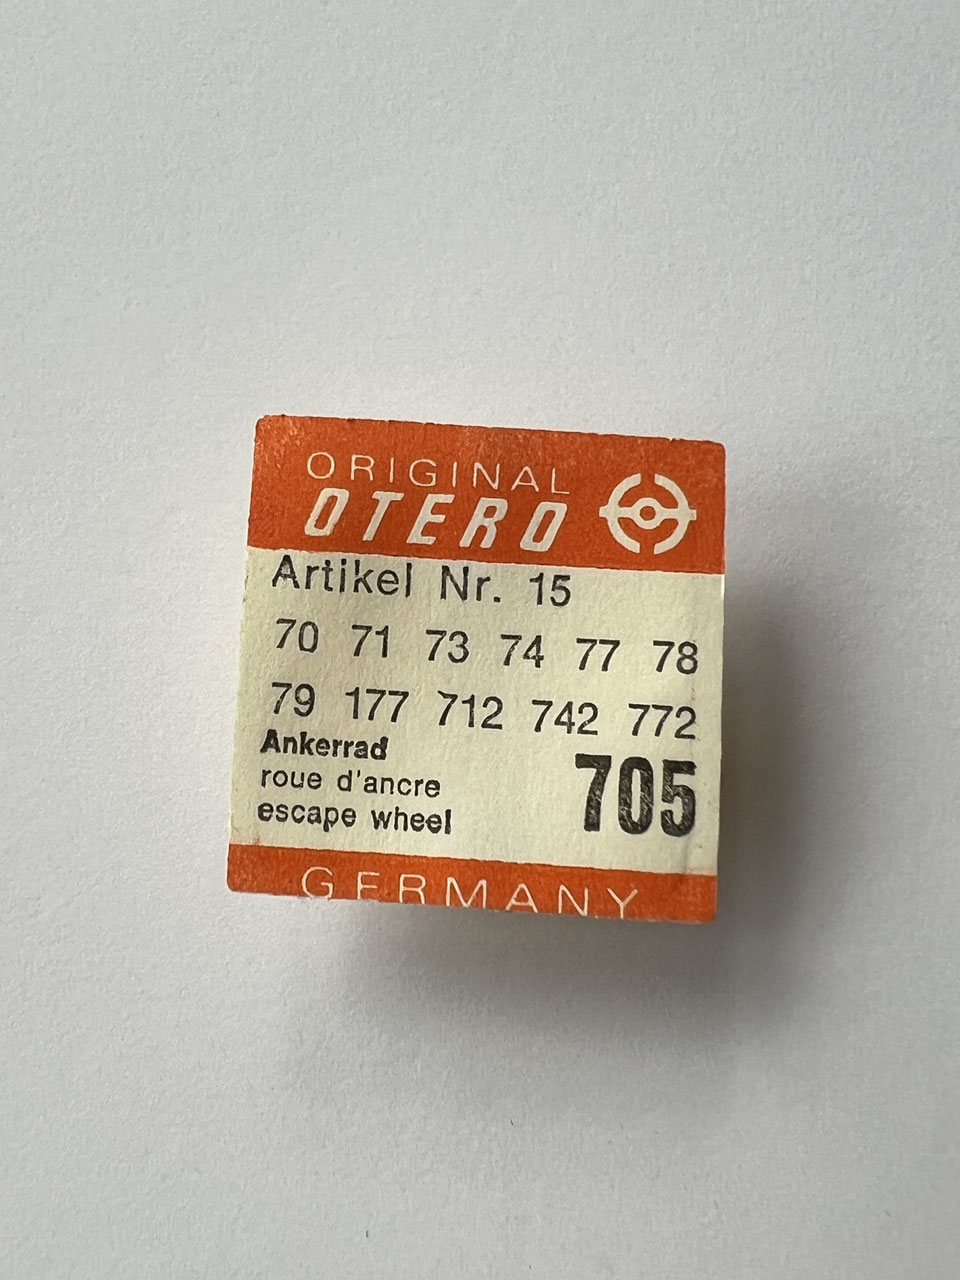 ORIGINAL
OTERO
Artikel Nr. 15
70 71 73 74 77 78
79 177 712 742 772
Ankerrad
roue d'ancre
escape wheel
705
GERMANY